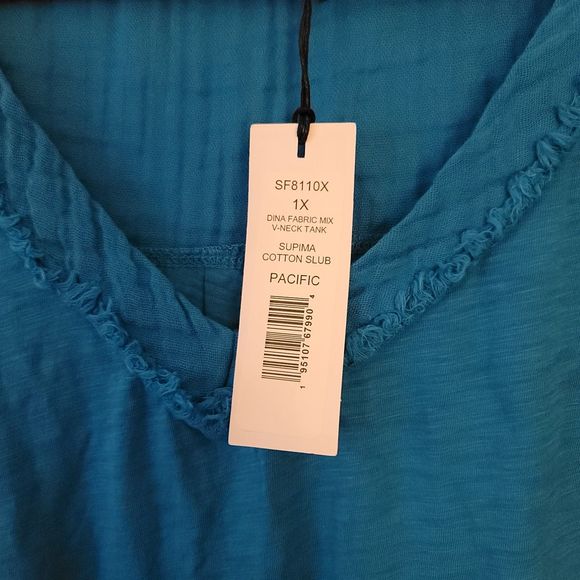 SF8110X
1X
DINA FABRIC MIX
V-NECK TANK
SUPIMA
COTTON SLUB
PACIFIC
1 95107 67990 4